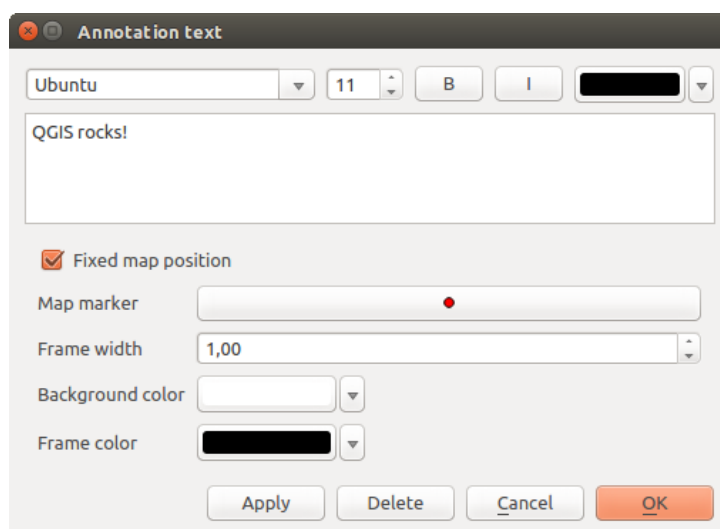 Annotation text
Ubuntu 11 B I
QGIS rocks!
Fixed map position
Map marker
Frame width 1,00
Background color
Frame color
Apply Delete Cancel OK